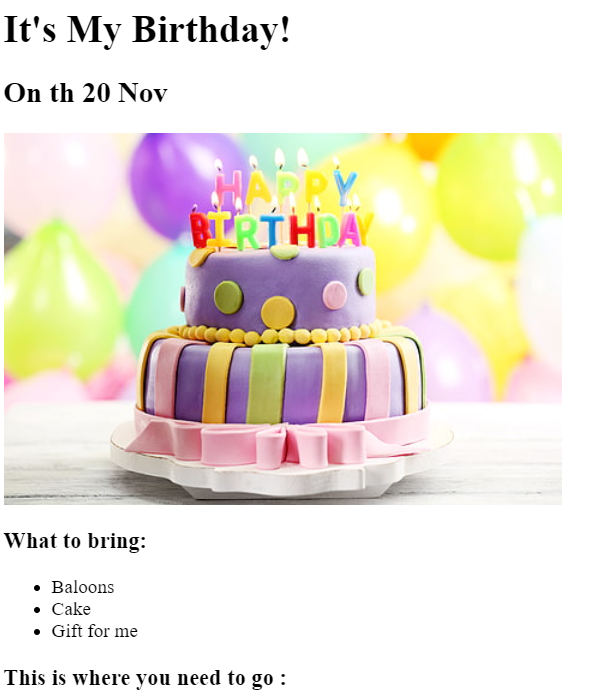 It's My Birthday!
On th 20 Nov
HAPPY
BIRTHDAY
What to bring:
Baloons
Cake
Gift for me
This is where you need to go :